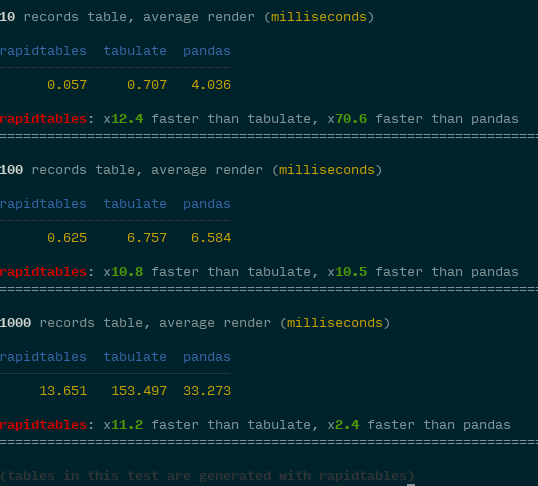 10 records table, average render (milliseconds)
rapidtables  tabulate  pandas
-----------------------------
      0.057     0.707   4.036
rapidtables: x12.4 faster than tabulate, x70.6 faster than pandas
====================================================================
100 records table, average render (milliseconds)
rapidtables  tabulate  pandas
-----------------------------
      0.625     6.757   6.584
rapidtables: x10.8 faster than tabulate, x10.5 faster than pandas
====================================================================
1000 records table, average render (milliseconds)
rapidtables  tabulate  pandas
-----------------------------
     13.651   153.497  33.273
rapidtables: x11.2 faster than tabulate, x2.4 faster than pandas
====================================================================
(tables in this test are generated with rapidtables)